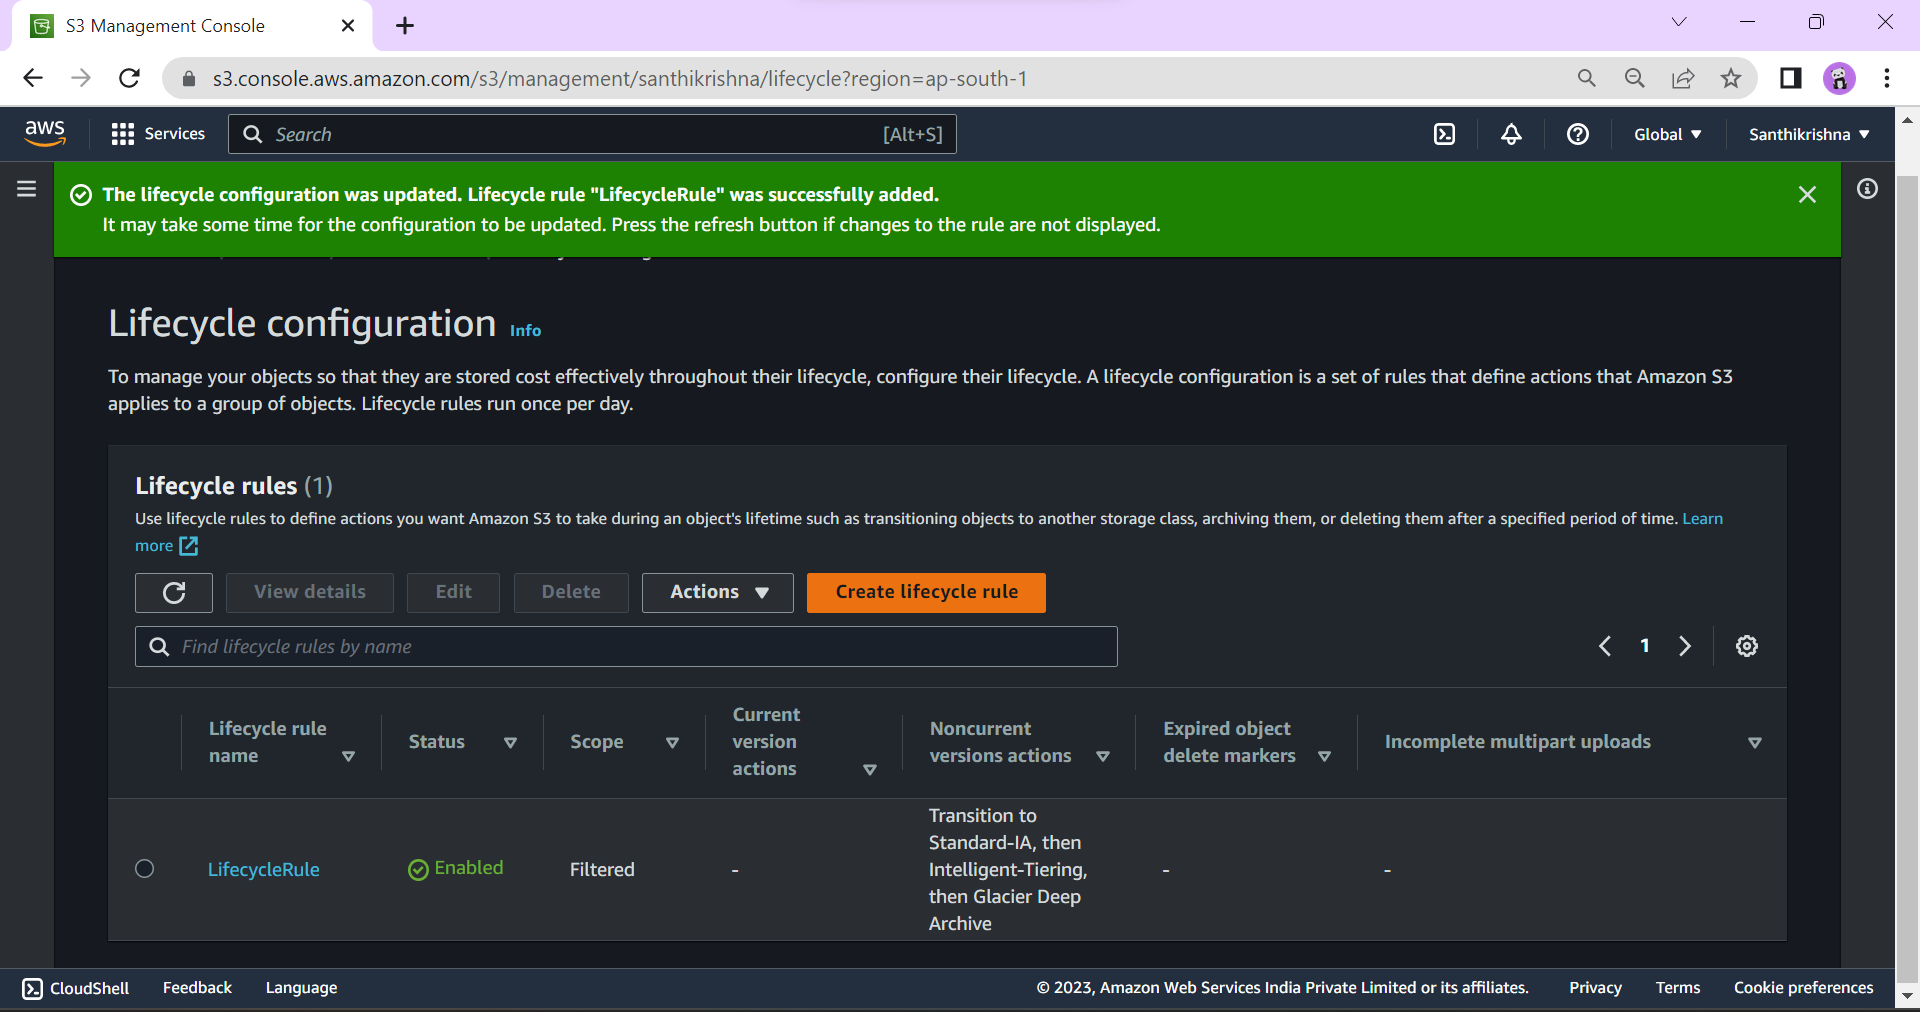 S3 Management Console
s3.console.aws.amazon.com/s3/management/santhikrishna/lifecycle?region=ap-south-1
aws
Services
Search
[Alt+S]
Global
Santhikrishna
The lifecycle configuration was updated. Lifecycle rule "LifecycleRule" was successfully added.
It may take some time for the configuration to be updated. Press the refresh button if changes to the rule are not displayed.
Lifecycle configuration Info
To manage your objects so that they are stored cost effectively throughout their lifecycle, configure their lifecycle. A lifecycle configuration is a set of rules that define actions that Amazon S3
applies to a group of objects. Lifecycle rules run once per day.
Lifecycle rules (1)
Use lifecycle rules to define actions you want Amazon S3 to take during an object's lifetime such as transitioning objects to another storage class, archiving them, or deleting them after a specified period of time. Learn
more
View details
Edit
Delete
Actions
Create lifecycle rule
Find lifecycle rules by name
1
Lifecycle rule
name
Status
Scope
Current
version
actions
Noncurrent
versions actions
Expired object
delete markers
Incomplete multipart uploads
LifecycleRule
Enabled
Filtered
-
Transition to
Standard-IA, then
Intelligent-Tiering,
then Glacier Deep
Archive
-
-
CloudShell
Feedback
Language
© 2023, Amazon Web Services India Private Limited or its affiliates.
Privacy
Terms
Cookie preferences